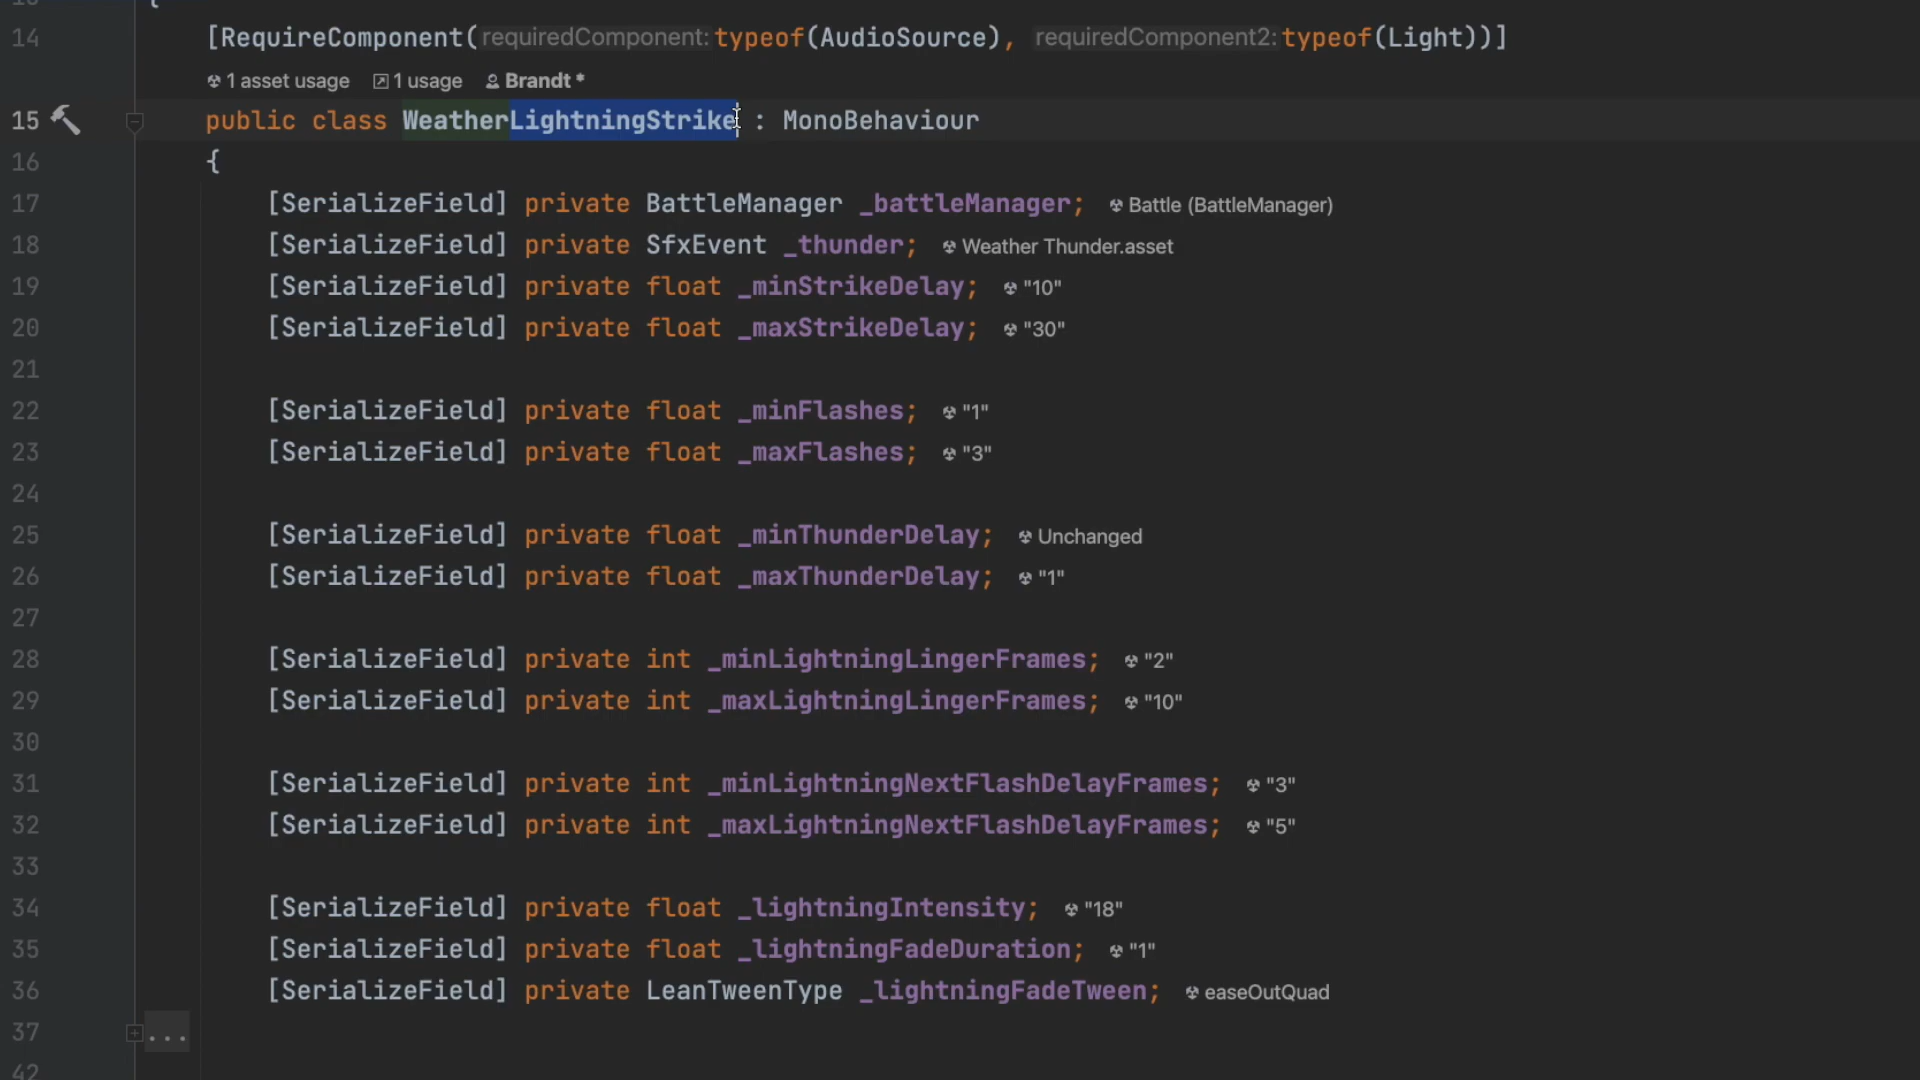 14 [RequireComponent(requiredComponent:typeof(AudioSource), requiredComponent2:typeof(Light))]
1 asset usage 1 usage Brandt *
15 public class WeatherLightningStrike : MonoBehaviour
16 {
17 [SerializeField] private BattleManager _battleManager; Battle (BattleManager)
18 [SerializeField] private SfxEvent _thunder; Weather Thunder.asset
19 [SerializeField] private float _minStrikeDelay; "10"
20 [SerializeField] private float _maxStrikeDelay; "30"
21
22 [SerializeField] private float _minFlashes; "1"
23 [SerializeField] private float _maxFlashes; "3"
24
25 [SerializeField] private float _minThunderDelay; Unchanged
26 [SerializeField] private float _maxThunderDelay; "1"
27
28 [SerializeField] private int _minLightningLingerFrames; "2"
29 [SerializeField] private int _maxLightningLingerFrames; "10"
30
31 [SerializeField] private int _minLightningNextFlashDelayFrames; "3"
32 [SerializeField] private int _maxLightningNextFlashDelayFrames; "5"
33
34 [SerializeField] private float _lightningIntensity; "18"
35 [SerializeField] private float _lightningFadeDuration; "1"
36 [SerializeField] private LeanTweenType _lightningFadeTween; easeOutQuad
37 ...
42